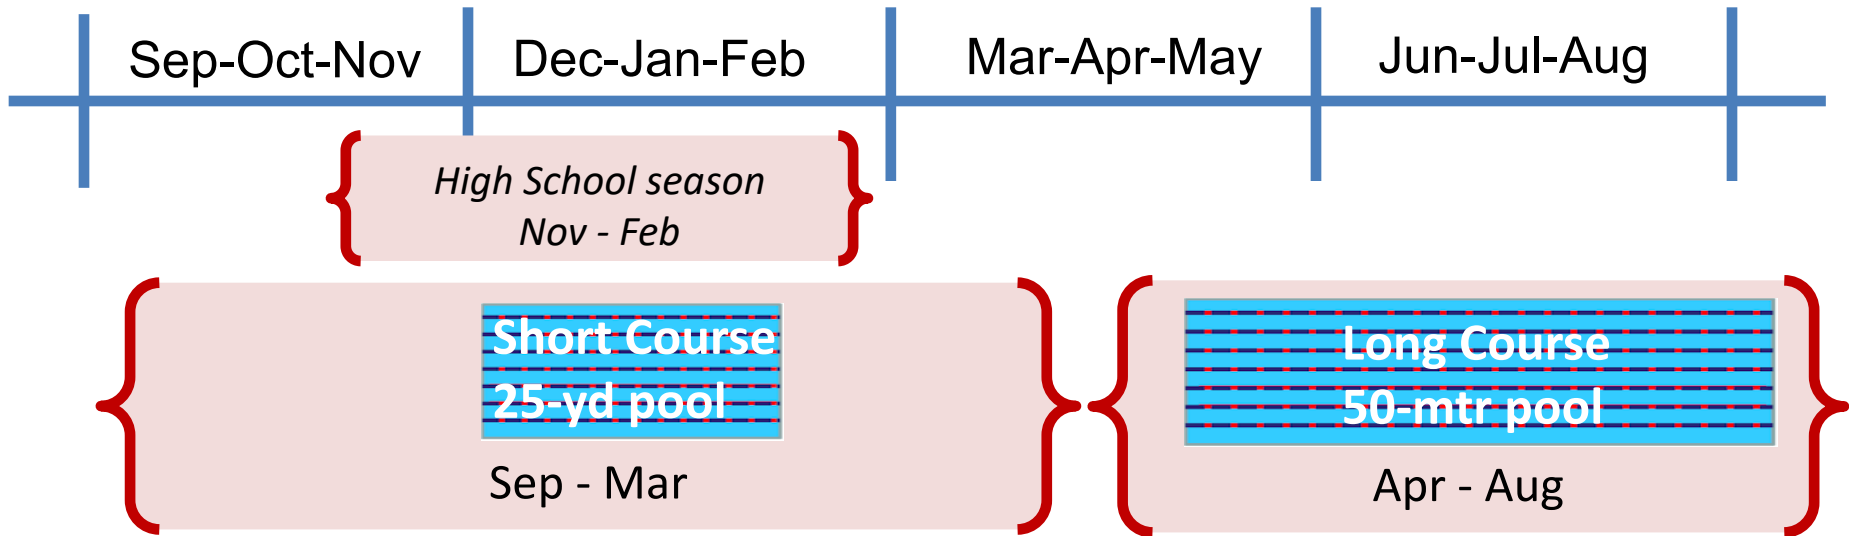 Sep-Oct-Nov
Dec-Jan-Feb
Mar-Apr-May
Jun-Jul-Aug
High School season
Nov - Feb
Short Course
25-yd pool
Sep - Mar
Long Course
50-mtr pool
Apr - Aug